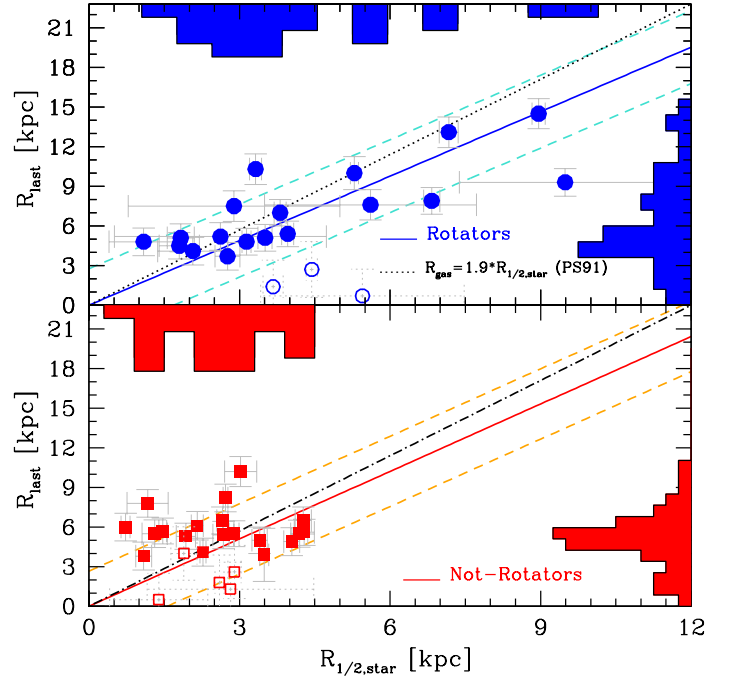 21
18
15
12
9
6
3
0
R_last [kpc]
Rotators
R_gas=1.9*R_1/2,star (PS91)
21
18
15
12
9
6
3
0
R_last [kpc]
Not-Rotators
0 3 6 9 12
R_1/2,star [kpc]